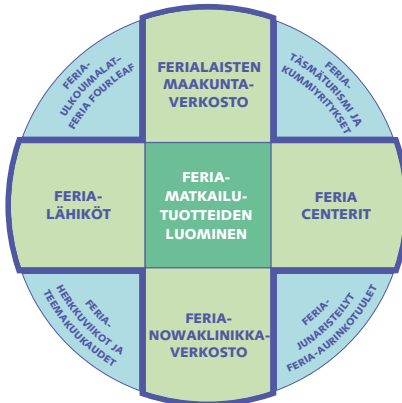 FERIA-
ULKOUIMALAT–
FERIA FOURLEAF
FERIALAISTEN
MAAKUNTA-
VERKOSTO
FERIA-
TÄSMÄTURISMI JA
KUMMIYRITYKSET
FERIA-
LÄHIKÖT
FERIA-
MATKAILU-
TUOTTEIDEN
LUOMINEN
FERIA
CENTERIT
FERIA-
HERKKUVIIKOT JA
TEEMAKUUKAUDET
FERIA-
NOWAKLINIKKA-
VERKOSTO
FERIA-
JUNARISTEILYT
FERIA-AURINKOTUULET